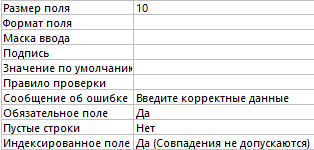 Размер поля 10
Формат поля
Маска ввода
Подпись
Значение по умолчани
Правило проверки
Сообщение об ошибке Введите корректные данные
Обязательное поле Да
Пустые строки Нет
Индексированное поле Да (Совпадения не допускаются)